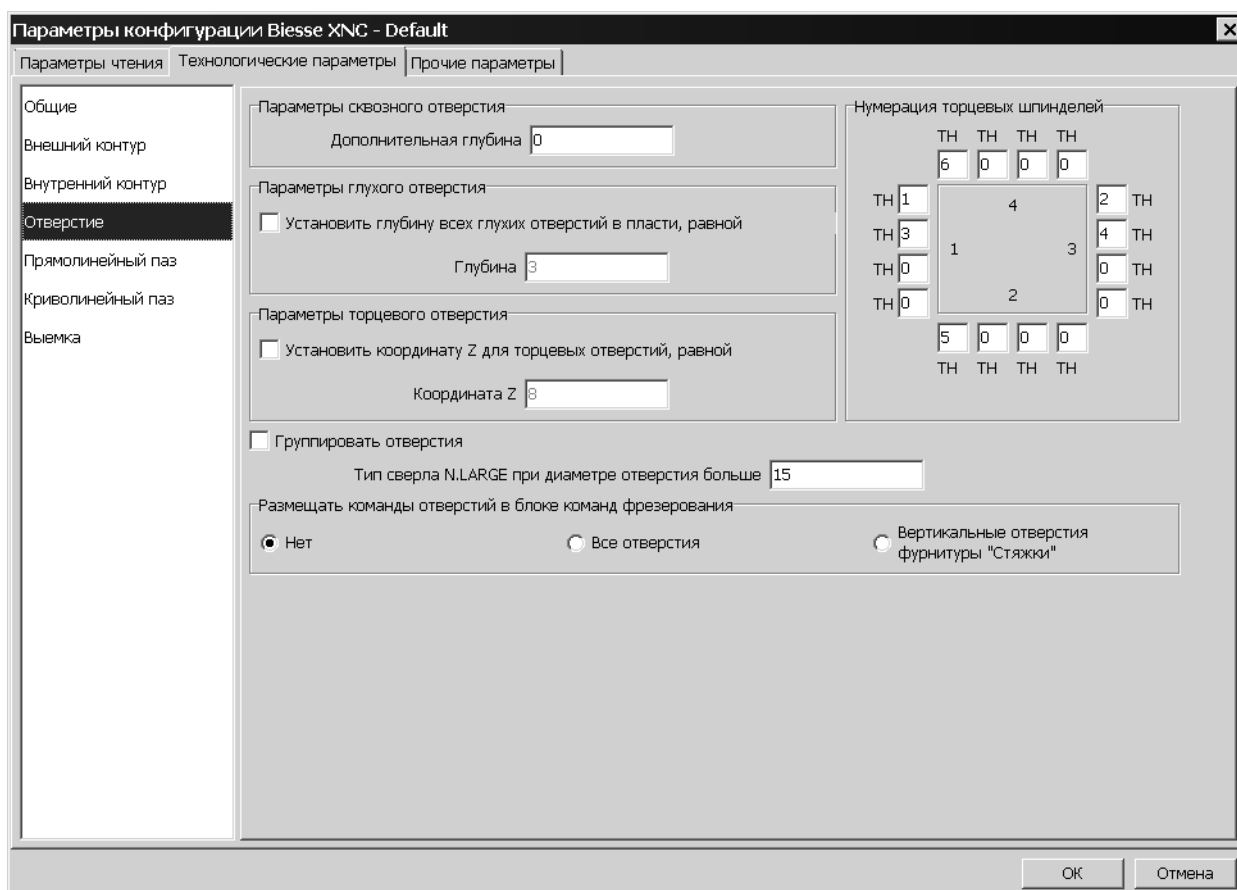 Параметры конфигурации Biesse XNC - Default
Параметры чтения
Технологические параметры
Прочие параметры
Общие
Внешний контур
Внутренний контур
Отверстие
Прямолинейный паз
Криволинейный паз
Выемка
Параметры сквозного отверстия
Дополнительная глубина 0
Параметры глухого отверстия
Установить глубину всех глухих отверстий в пласти, равной
Глубина 3
Параметры торцевого отверстия
Установить координату Z для торцевых отверстий, равной
Координата Z 8
Нумерация торцевых шпинделей
TH TH TH TH
6 0 0 0
TH 1 4 2 TH
TH 3 4 TH
1 3
TH 0 0 TH
2
TH 0 0 TH
5 0 0 0
TH TH TH TH
Группировать отверстия
Тип сверла N.LARGE при диаметре отверстия больше 15
Размещать команды отверстий в блоке команд фрезерования
Нет
Все отверстия
Вертикальные отверстия
фурнитуры "Стяжки"
ОК
Отмена